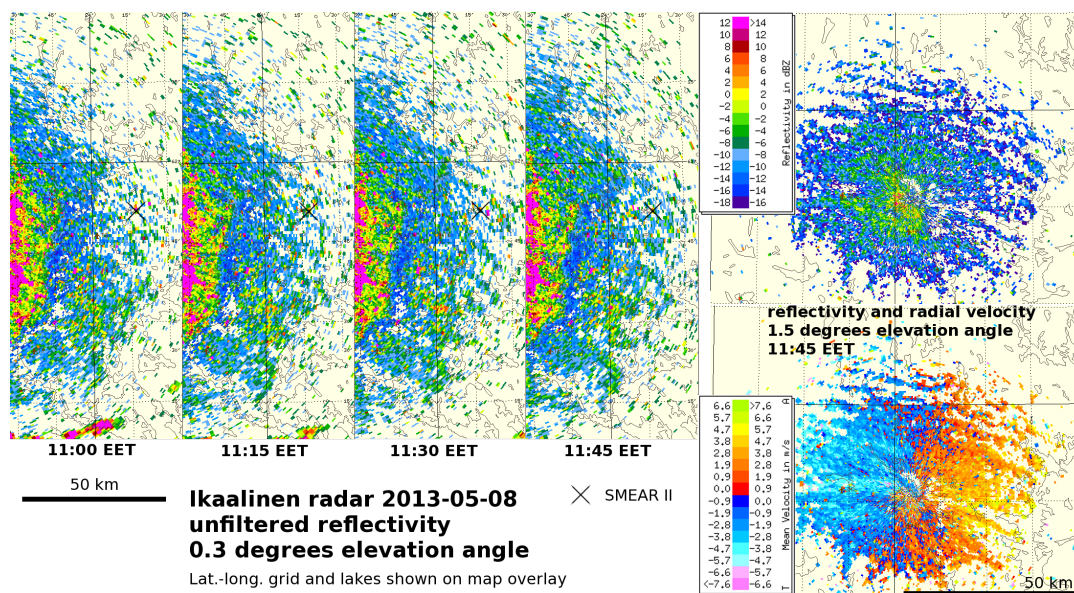 12 >14
10 12
8 10
6 8
4 6
2 4
0 2
-2 0
-4 -2
-6 -4
-8 -6
-10 -8
-12 -10
-14 -12
-16 -14
-18 -16
Reflectivity in dBZ
reflectivity and radial velocity
1.5 degrees elevation angle
11:45 EET
6.6 >7.6
5.7 6.6
4.7 5.7
3.8 4.7
2.8 3.8
1.9 2.8
0.9 1.9
0.0 0.9
-0.9 0.0
-1.9 -0.9
-2.8 -1.9
-3.8 -2.8
-4.7 -3.8
-5.7 -4.7
-6.6 -5.7
<-7.6 -6.6
T Mean Velocity in m/s A
11:00 EET 11:15 EET 11:30 EET 11:45 EET
50 km
Ikaalinen radar 2013-05-08
unfiltered reflectivity
0.3 degrees elevation angle
Lat.-long. grid and lakes shown on map overlay
SMEAR II
50 km